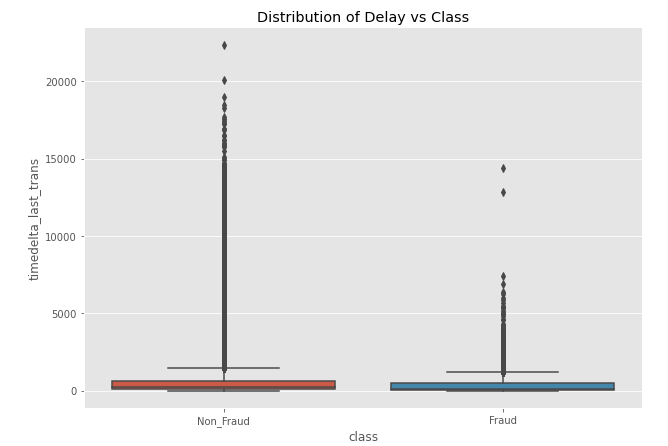 Distribution of Delay vs Class
timedelta_last_trans
20000
15000
10000
5000
0
Non_Fraud
Fraud
class